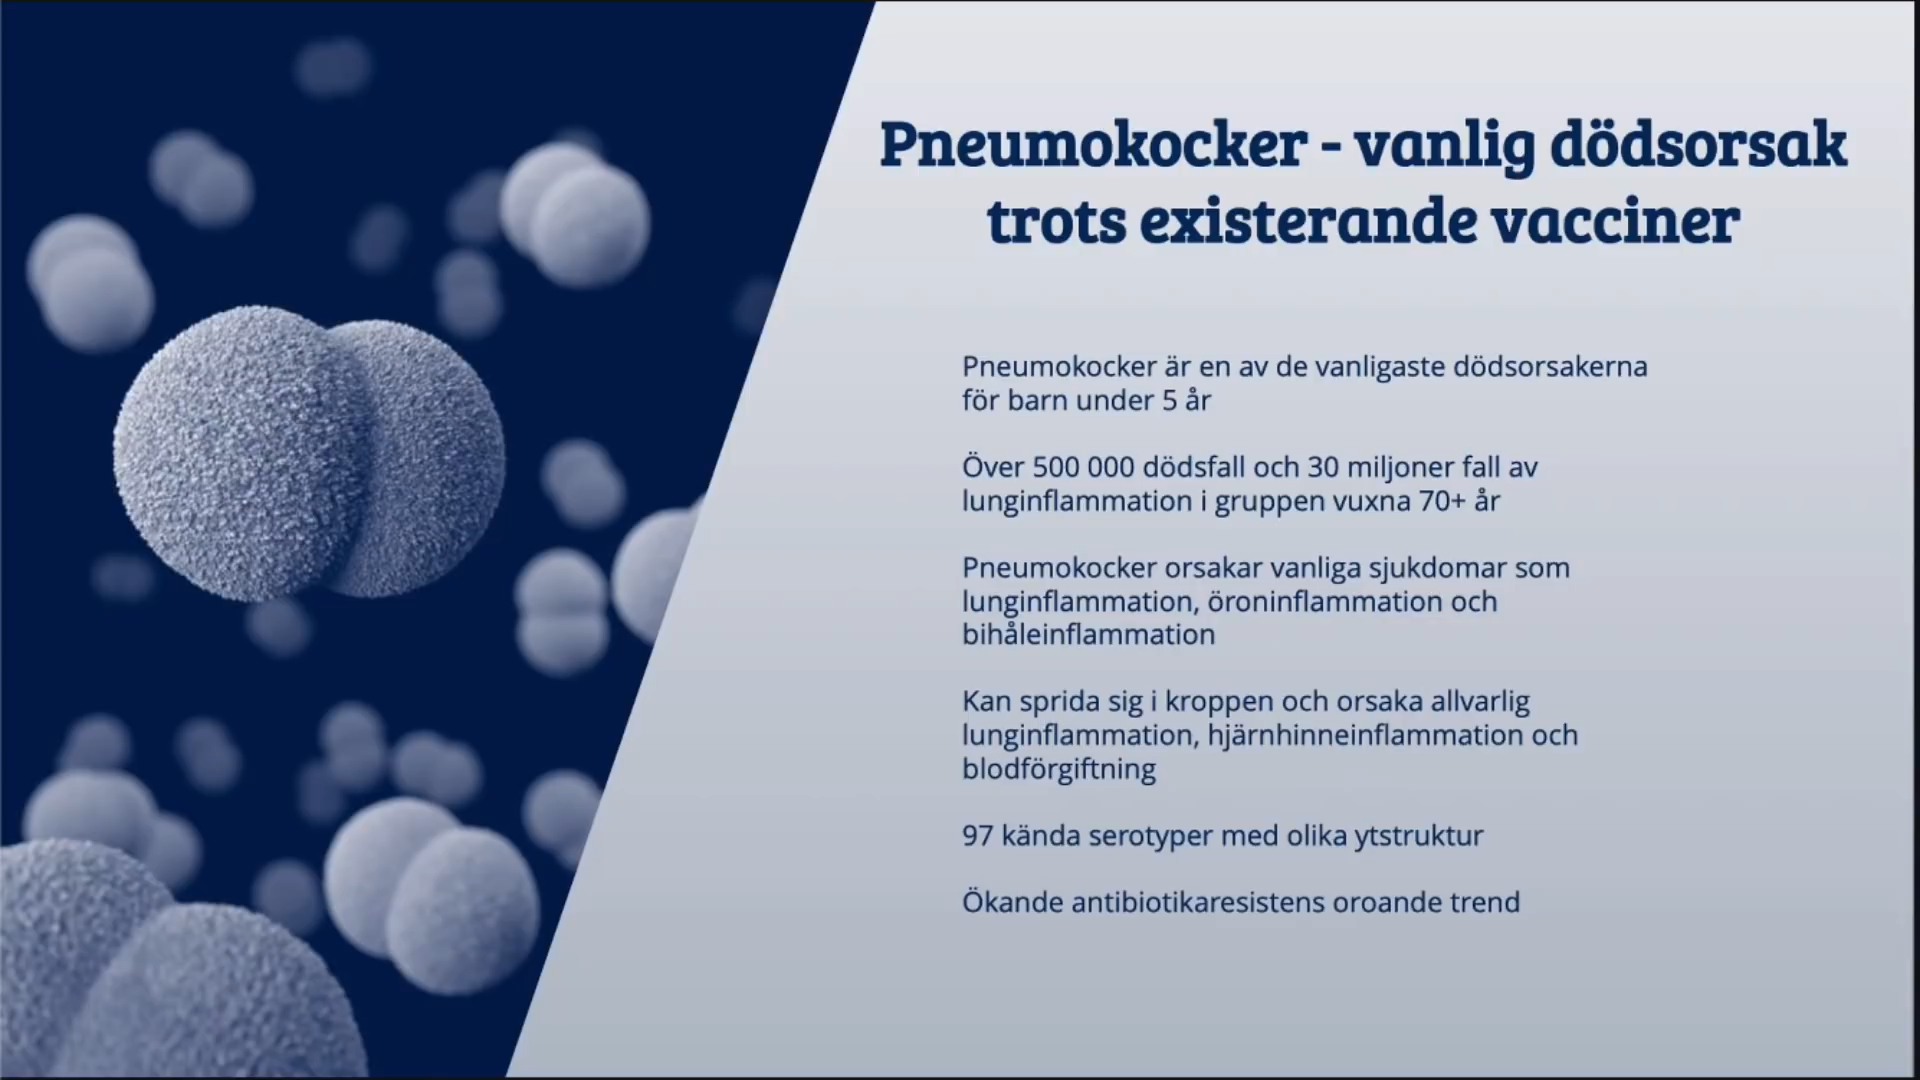 Pneumokocker - vanlig dödsorsak
trots existerande vacciner
Pneumokocker är en av de vanligaste dödsorsakerna
för barn under 5 år
Över 500 000 dödsfall och 30 miljoner fall av
lunginflammation i gruppen vuxna 70+ år
Pneumokocker orsakar vanliga sjukdomar som
lunginflammation, öroninflammation och
bihåleinflammation
Kan sprida sig i kroppen och orsaka allvarlig
lunginflammation, hjärnhinneinflammation och
blodförgiftning
97 kända serotyper med olika ytstruktur
Ökande antibiotikaresistens oroande trend